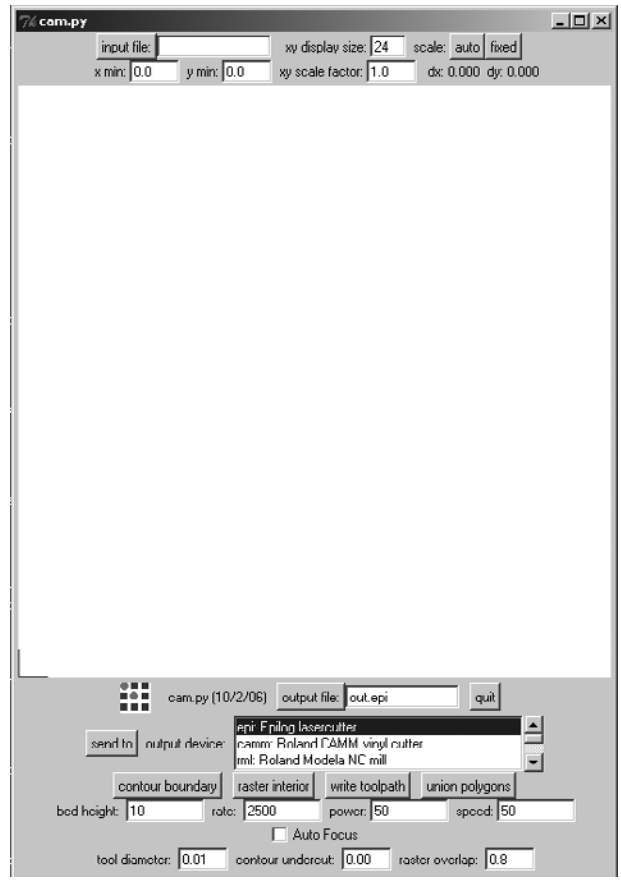 cam.py
input file: xy display size: 24 scale: auto fixed
x min: 0.0 y min: 0.0 xy scale factor: 1.0 dx: 0.000 dy: 0.000
cam.py (10/2/06) output file: out.epi quit
send to output device: epi: Epilog lasercutter
camm: Roland CAMM vinyl cutter
rml: Roland Modela NC mill
contour boundary raster interior write toolpath union polygons
bed height: 10 rate: 2500 power: 50 speed: 50
Auto Focus
tool diameter: 0.01 contour undercut: 0.00 raster overlap: 0.8